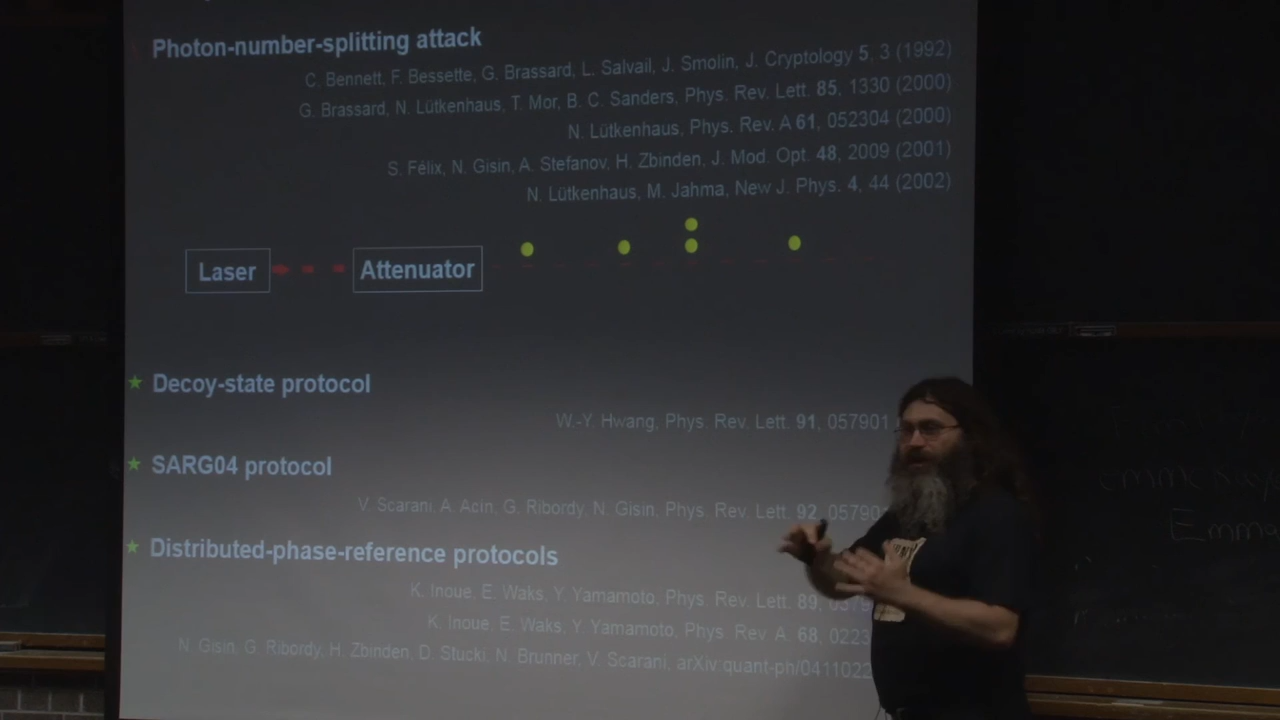 Photon-number-splitting attack
C. Bennett, F. Bessette, G. Brassard, L. Salvail, J. Smolin, J. Cryptology 5, 3 (1992)
G. Brassard, N. Lütkenhaus, T. Mor, B. C. Sanders, Phys. Rev. Lett. 85, 1330 (2000)
N. Lütkenhaus, Phys. Rev. A 61, 052304 (2000)
S. Félix, N. Gisin, A. Stefanov, H. Zbinden, J. Mod. Opt. 48, 2009 (2001)
N. Lütkenhaus, M. Jahma, New J. Phys. 4, 44 (2002)
Laser
Attenuator
Decoy-state protocol
W.-Y. Hwang, Phys. Rev. Lett. 91, 057901
SARG04 protocol
V. Scarani, A. Acin, G. Ribordy, N. Gisin, Phys. Rev. Lett. 92, 05790
Distributed-phase-reference protocols
K. Inoue, E. Waks, Y. Yamamoto, Phys. Rev. Lett. 89,
K. Inoue, E. Waks, Y. Yamamoto, Phys. Rev. A. 68, 0223
N. Gisin, G. Ribordy, H. Zbinden, D. Stucki, N. Brunner, V. Scarani, arXiv:quant-ph/0411022